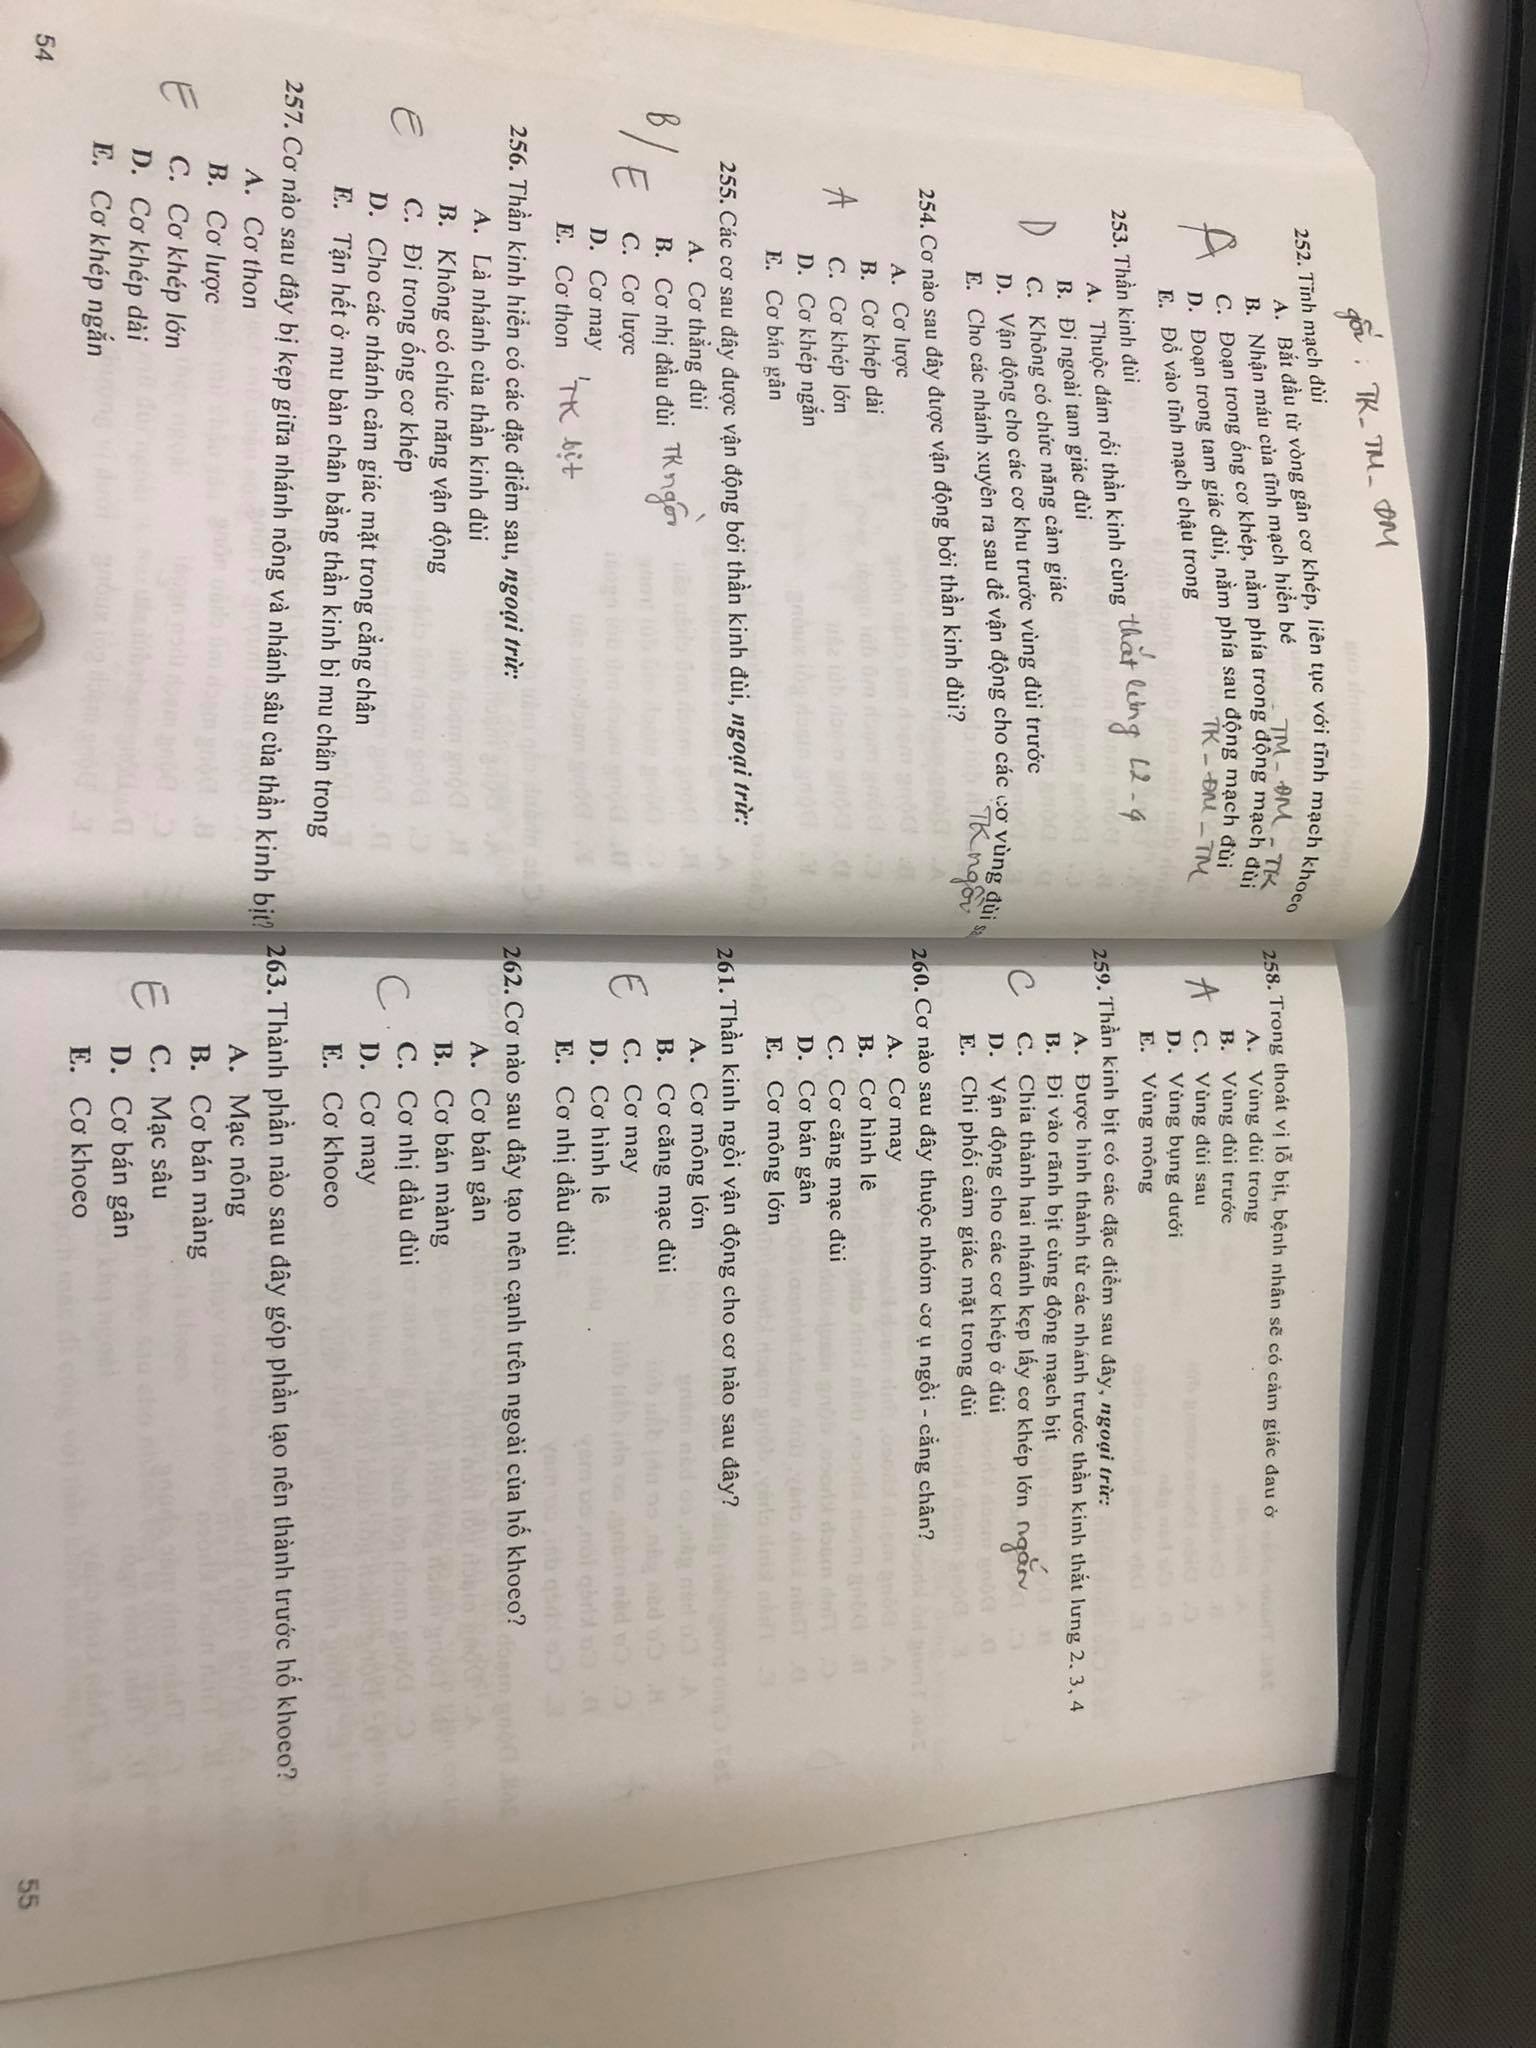 gối : TK - TM - ĐM
252. Tĩnh mạch đùi
A. Bắt đầu từ vòng gân cơ khép, liên tục với tĩnh mạch khoeo
B. Nhận máu của tĩnh mạch hiển bé
TM - ĐM - TK
C. Đoạn trong ống cơ khép, nằm phía trong động mạch đùi
A
D. Đoạn trong tam giác đùi, nằm phía sau động mạch đùi
TK - ĐM - TM
E. Đổ vào tĩnh mạch chậu trong
253. Thần kinh đùi
A. Thuộc đám rối thần kinh cùng thắt lưng L2 - 4
B. Đi ngoài tam giác đùi
D
C. Không có chức năng cảm giác
D. Vận động cho các cơ khu trước vùng đùi trước
E. Cho các nhánh xuyên ra sau để vận động cho các cơ vùng đùi
TK ngồi
254. Cơ nào sau đây được vận động bởi thần kinh đùi?
A. Cơ lược
B. Cơ khép dài
A
C. Cơ khép lớn
D. Cơ khép ngắn
E. Cơ bán gân
255. Các cơ sau đây được vận động bởi thần kinh đùi, ngoại trừ:
A. Cơ thẳng đùi
B. Cơ nhị đầu đùi TK ngồi
B / E
C. Cơ lược
D. Cơ may
E. Cơ thon TK bịt
256. Thần kinh hiển có các đặc điểm sau, ngoại trừ:
A. Là nhánh của thần kinh đùi
B. Không có chức năng vận động
E
C. Đi trong ống cơ khép
D. Cho các nhánh cảm giác mặt trong cẳng chân
E. Tận hết ở mu bàn chân bằng thần kinh bì mu chân trong
257. Cơ nào sau đây bị kẹp giữa nhánh nông và nhánh sâu của thần kinh bịt?
A. Cơ thon
B. Cơ lược
E
C. Cơ khép lớn
D. Cơ khép dài
E. Cơ khép ngắn
54
258. Trong thoát vị lỗ bịt, bệnh nhân sẽ có cảm giác đau ở
A. Vùng đùi trong
B. Vùng đùi trước
A
C. Vùng đùi sau
D. Vùng bụng dưới
E. Vùng mông
259. Thần kinh bịt có các đặc điểm sau đây, ngoại trừ:
A. Được hình thành từ các nhánh trước thần kinh thắt lưng 2, 3, 4
B. Đi vào rãnh bịt cùng động mạch bịt
C
C. Chia thành hai nhánh kẹp lấy cơ khép lớn ngắn
D. Vận động cho các cơ khép ở đùi
E. Chi phối cảm giác mặt trong đùi
260. Cơ nào sau đây thuộc nhóm cơ ụ ngồi - cẳng chân?
A. Cơ may
B. Cơ hình lê
C. Cơ căng mạc đùi
D. Cơ bán gân
E. Cơ mông lớn
261. Thần kinh ngồi vận động cho cơ nào sau đây?
A. Cơ mông lớn
B. Cơ căng mạc đùi
E
C. Cơ may
D. Cơ hình lê
E. Cơ nhị đầu đùi
262. Cơ nào sau đây tạo nên cạnh trên ngoài của hố khoeo?
A. Cơ bán gân
B. Cơ bán màng
C
C. Cơ nhị đầu đùi
D. Cơ may
E. Cơ khoeo
263. Thành phần nào sau đây góp phần tạo nên thành trước hố khoeo?
A. Mạc nông
B. Cơ bán màng
E
C. Mạc sâu
D. Cơ bán gân
E. Cơ khoeo
55